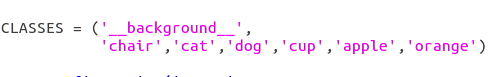 CLASSES = ('__background__',
'chair','cat','dog','cup','apple','orange')